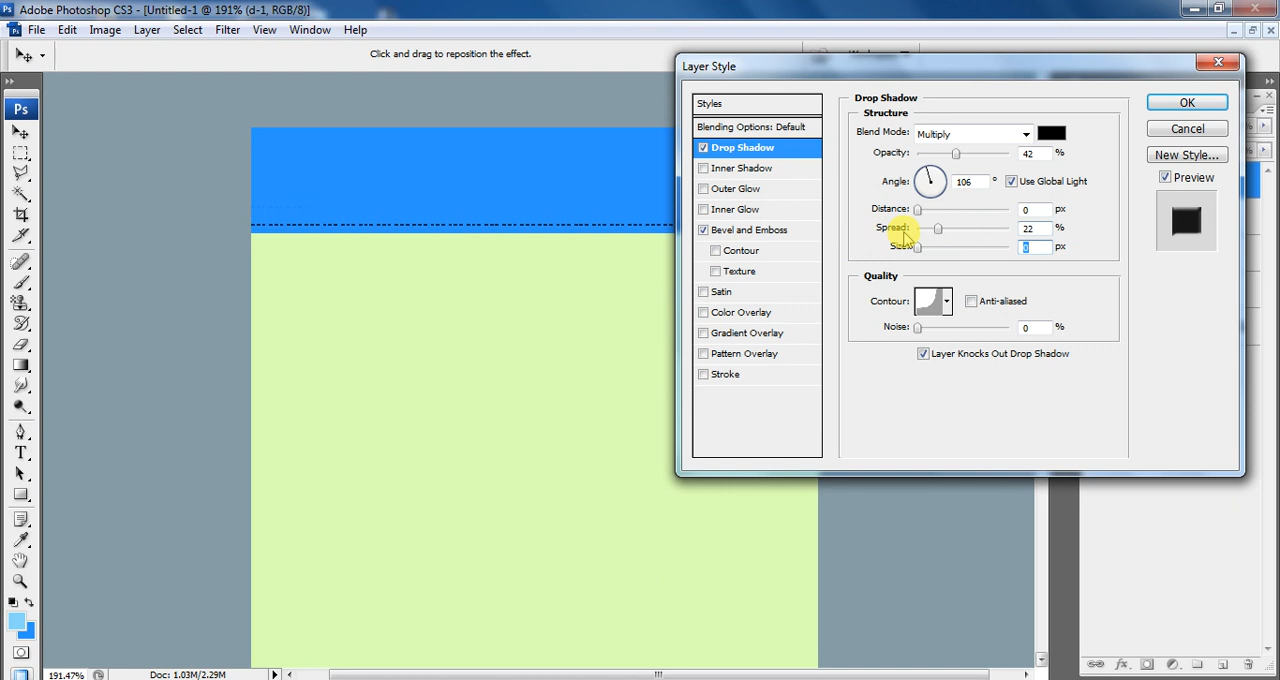 Ps Adobe Photoshop CS3 - [Untitled-1 @ 191% (d-1, RGB/8)]
File Edit Image Layer Select Filter View Window Help
Click and drag to reposition the effect.
Layer Style
Ps
Styles
Blending Options: Default
Drop Shadow
Inner Shadow
Outer Glow
Inner Glow
Bevel and Emboss
Contour
Texture
Satin
Color Overlay
Gradient Overlay
Pattern Overlay
Stroke
Drop Shadow
Structure
Blend Mode: Multiply
Opacity: 42 %
Angle: 106 ° Use Global Light
Distance: 0 px
Spread: 22 %
Size: 0 px
Quality
Contour: Anti-aliased
Noise: 0 %
Layer Knocks Out Drop Shadow
OK
Cancel
New Style...
Preview
191.47% Doc: 1.03M/2.29M